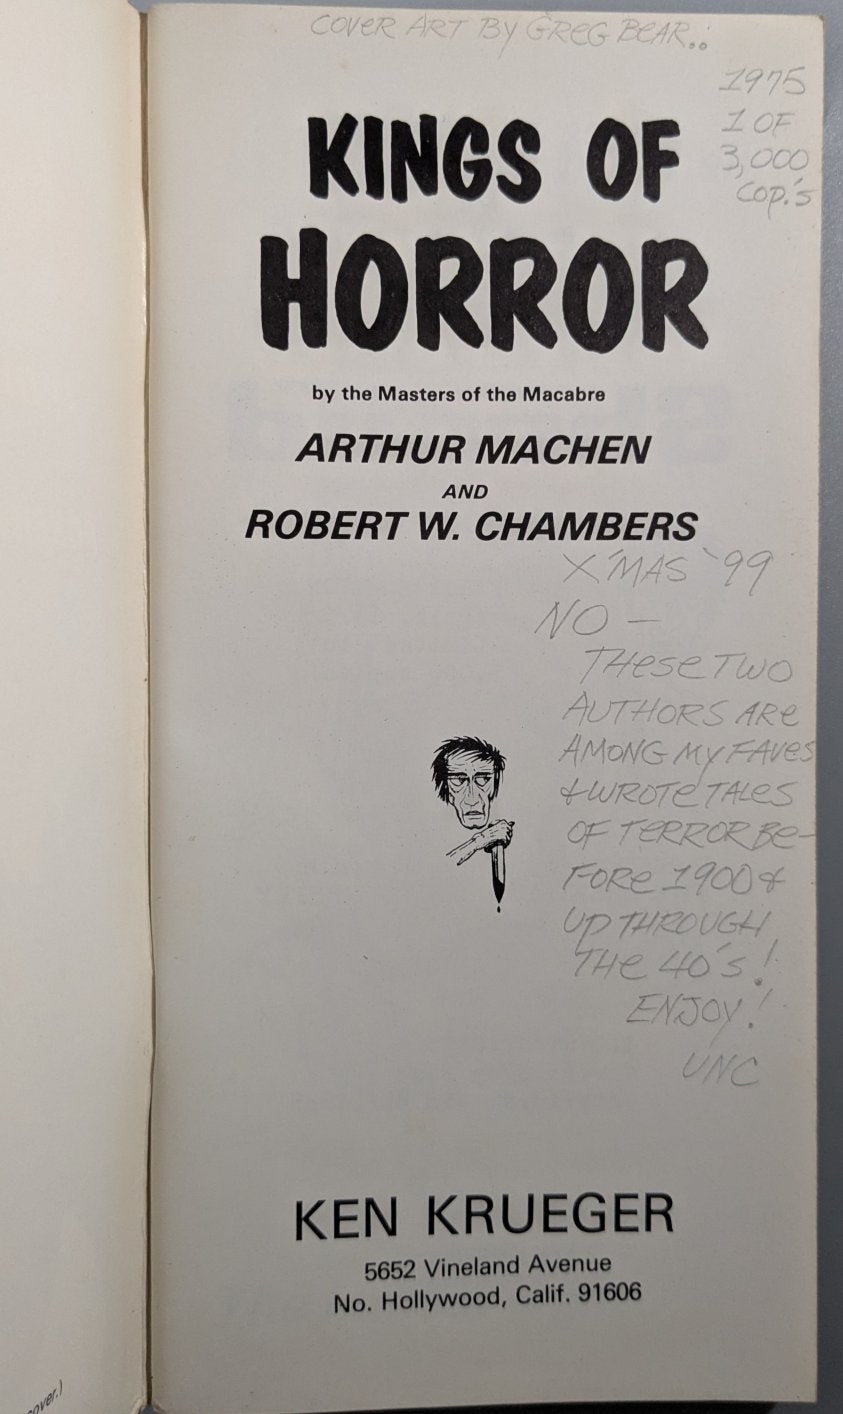 COVER ART BY GREG BEAR..
1975
1 OF
3,000
COP.'S
KINGS OF
HORROR
by the Masters of the Macabre
ARTHUR MACHEN
AND
ROBERT W. CHAMBERS
X'MAS '99
NO —
THESE TWO
AUTHORS ARE
AMONG MY FAVES
& WROTE TALES
OF TERROR BE-
FORE 1900 &
UP THROUGH
THE 40'S!
ENJOY!
UNC
KEN KRUEGER
5652 Vineland Avenue
No. Hollywood, Calif. 91606
cover.)